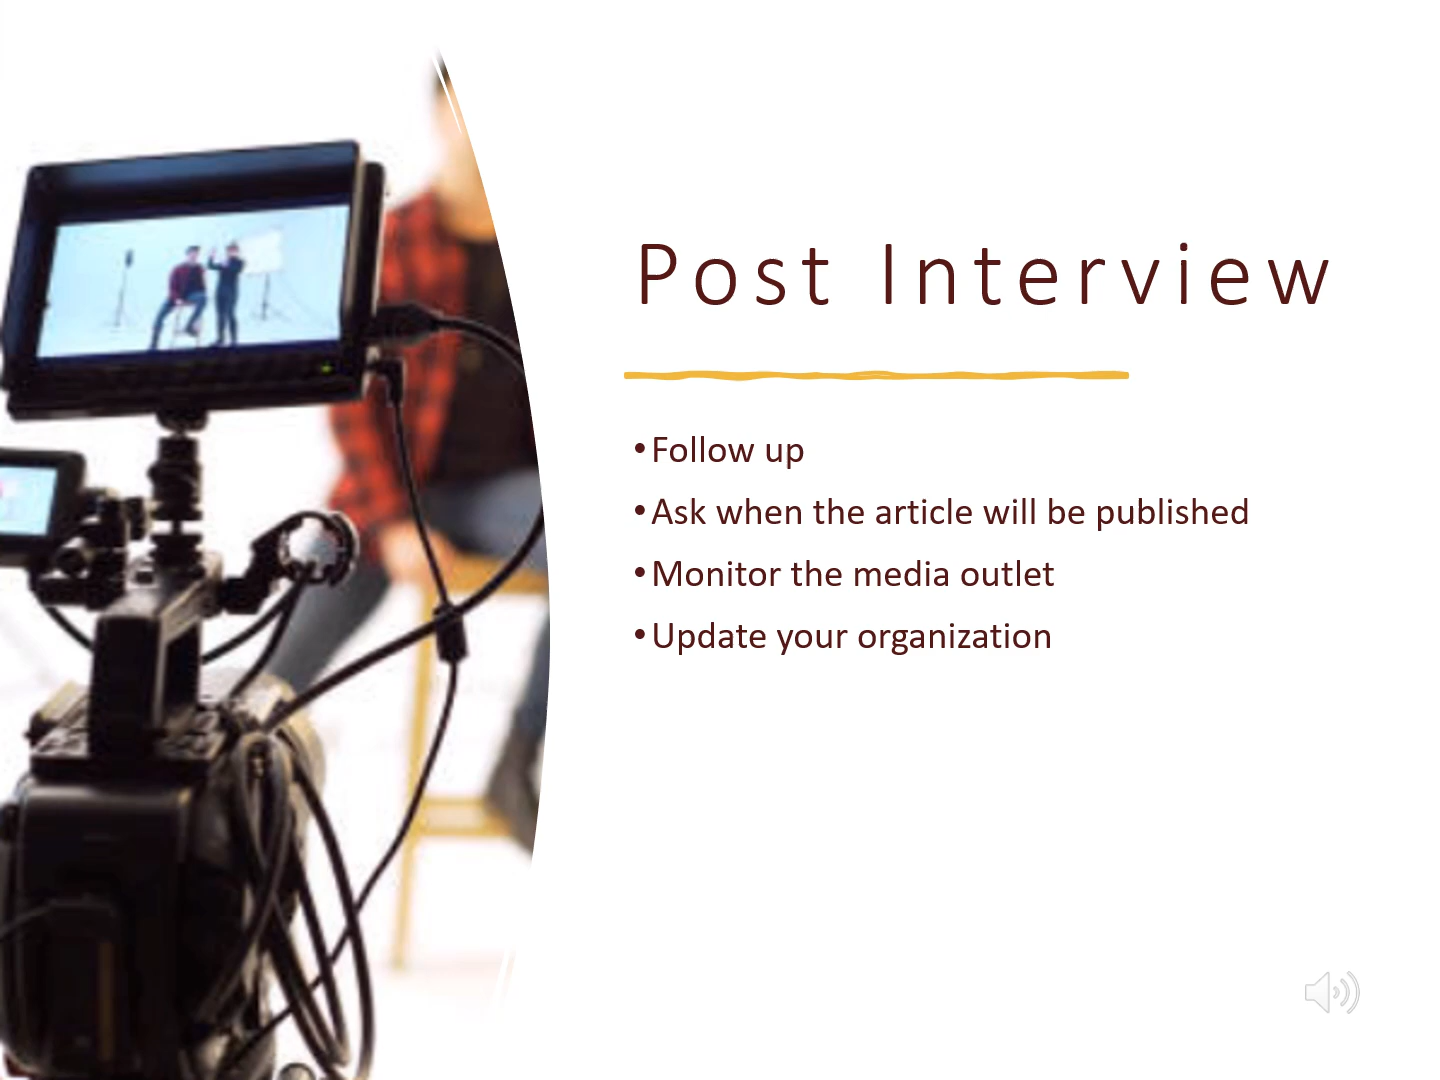 Post Interview
•Follow up
•Ask when the article will be published
•Monitor the media outlet
•Update your organization